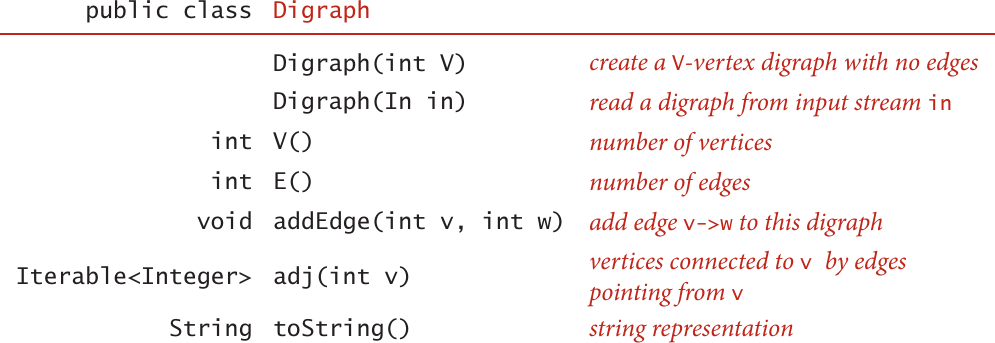 public class Digraph
Digraph(int V) create a V-vertex digraph with no edges
Digraph(In in) read a digraph from input stream in
int V() number of vertices
int E() number of edges
void addEdge(int v, int w) add edge v->w to this digraph
Iterable<Integer> adj(int v) vertices connected to v by edges
pointing from v
String toString() string representation